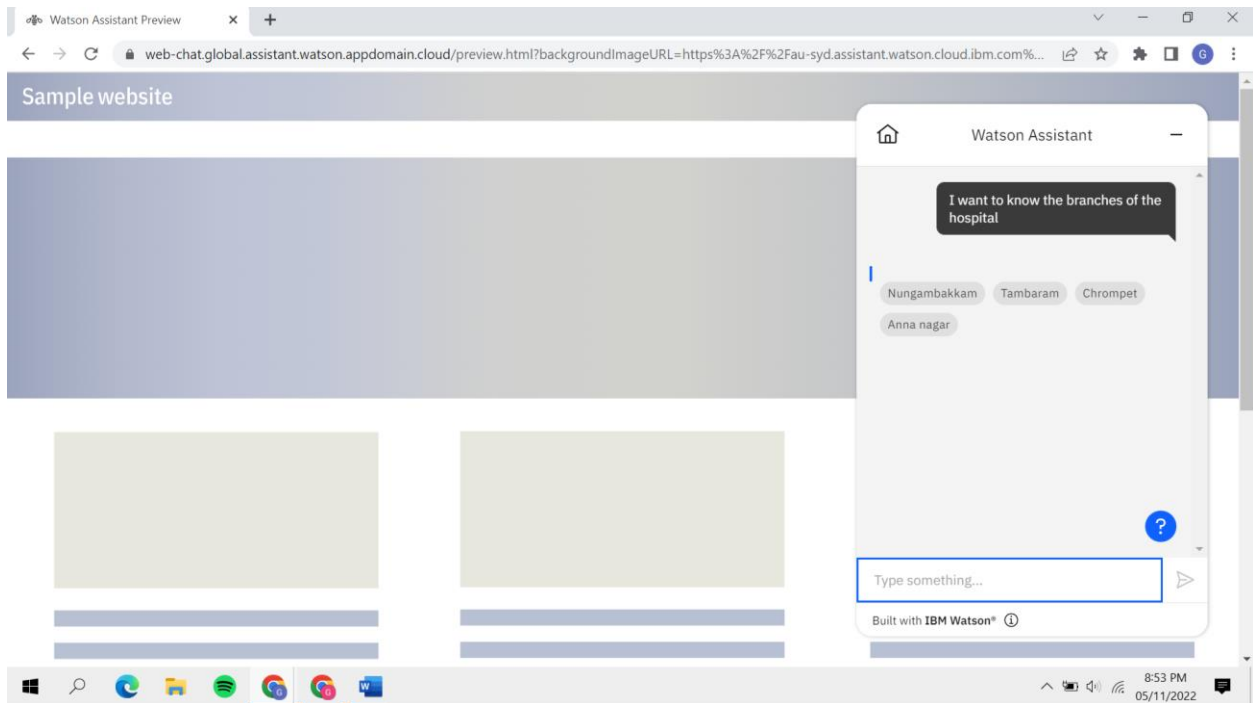 Watson Assistant Preview
web-chat.global.assistant.watson.appdomain.cloud/preview.html?backgroundImageURL=https%3A%2F%2Fau-syd.assistant.watson.cloud.ibm.com%...
G
Sample website
Watson Assistant
I want to know the branches of the
hospital
Nungambakkam Tambaram Chrompet
Anna nagar
?
Type something...
Built with IBM Watson®
8:53 PM
05/11/2022